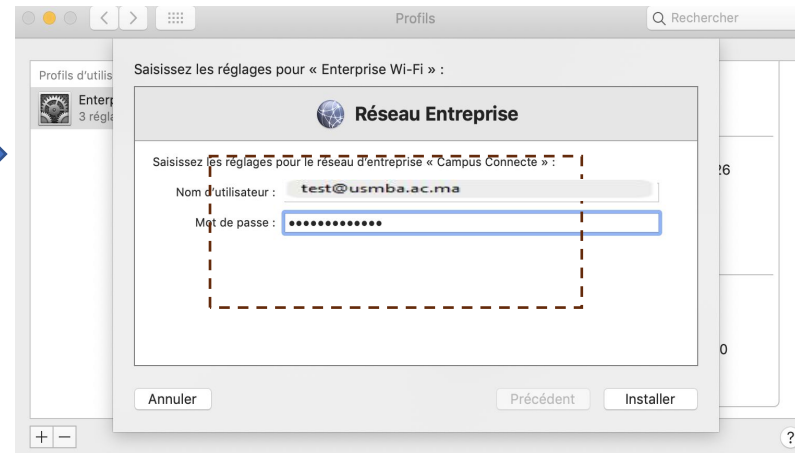 Profils
Rechercher
Profils d'utilis
Enterp
3 régla
Saisissez les réglages pour « Enterprise Wi-Fi » :
Réseau Entreprise
Saisissez les réglages pour le réseau d'entreprise « Campus Connecte » :
Nom d'utilisateur :
test@usmba.ac.ma
Mot de passe :
•••••••••••••
26
0
Annuler
Précédent
Installer
+ −
?